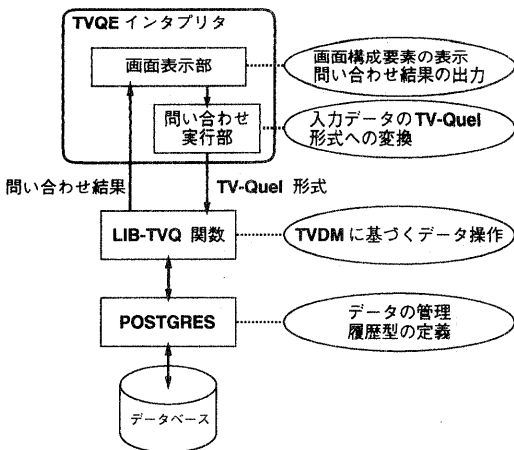 TVQE インタプリタ
画面表示部
画面構成要素の表示
問い合わせ結果の出力
問い合わせ
実行部
入力データのTV-Quel
形式への変換
問い合わせ結果
TV-Quel 形式
LIB-TVQ 関数
TVDM に基づくデータ操作
POSTGRES
データの管理
履歴型の定義
データベース